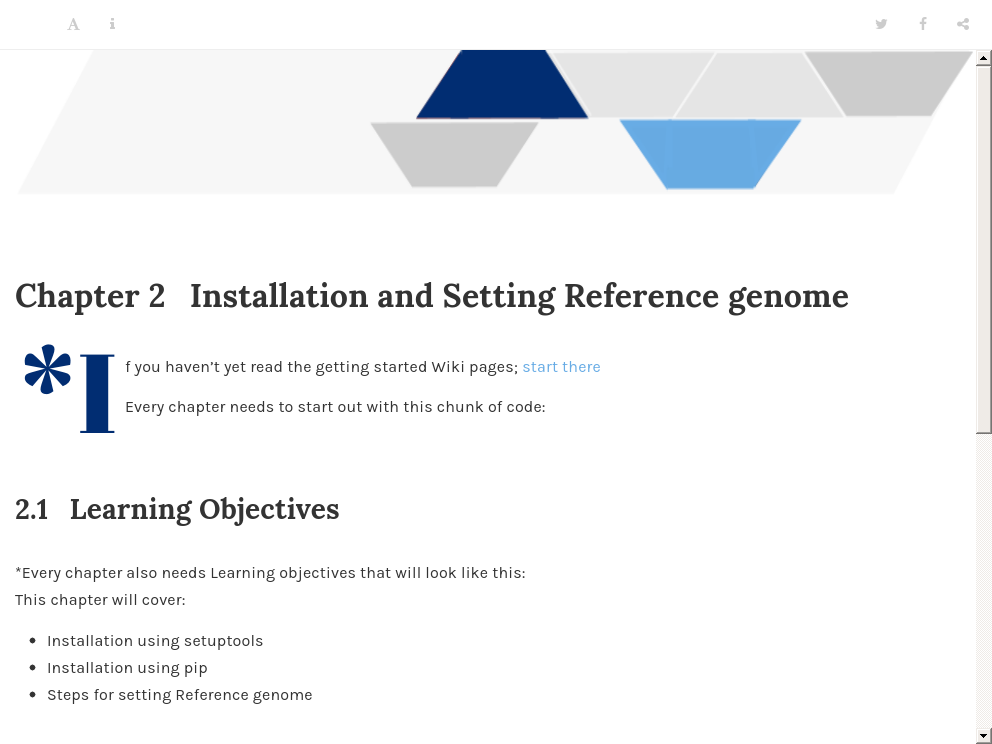 Chapter 2 Installation and Setting Reference genome
*If you haven’t yet read the getting started Wiki pages; start there
Every chapter needs to start out with this chunk of code:
2.1 Learning Objectives
*Every chapter also needs Learning objectives that will look like this:
This chapter will cover:
• Installation using setuptools
• Installation using pip
• Steps for setting Reference genome